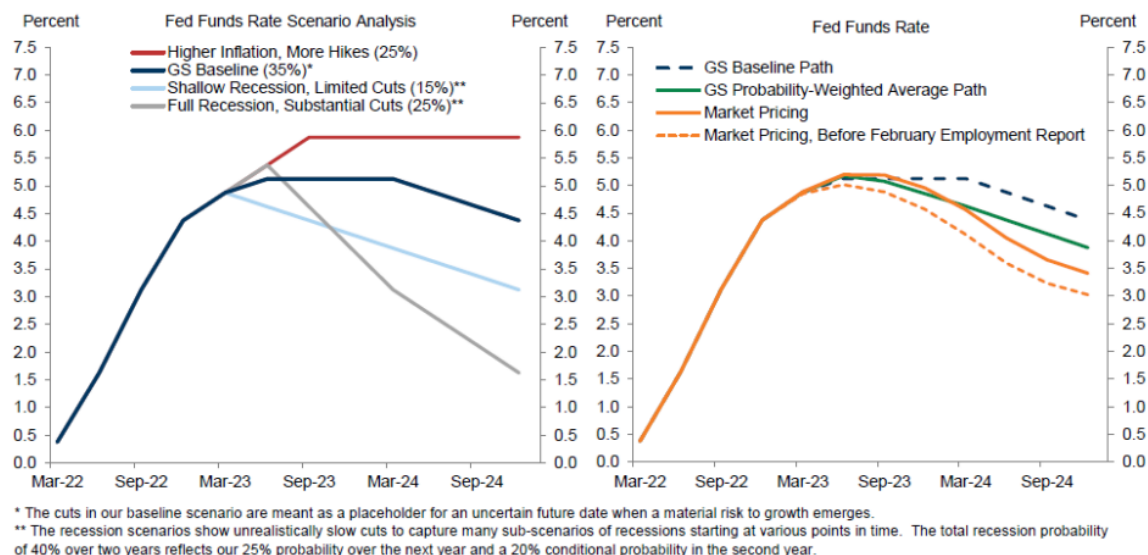 Percent Fed Funds Rate Scenario Analysis Percent
Higher Inflation, More Hikes (25%)
GS Baseline (35%)*
Shallow Recession, Limited Cuts (15%)**
Full Recession, Substantial Cuts (25%)**
7.5 7.5
7.0 7.0
6.5 6.5
6.0 6.0
5.5 5.5
5.0 5.0
4.5 4.5
4.0 4.0
3.5 3.5
3.0 3.0
2.5 2.5
2.0 2.0
1.5 1.5
1.0 1.0
0.5 0.5
0.0 0.0
Mar-22 Sep-22 Mar-23 Sep-23 Mar-24 Sep-24
Percent Fed Funds Rate Percent
GS Baseline Path
GS Probability-Weighted Average Path
Market Pricing
Market Pricing, Before February Employment Report
7.5 7.5
7.0 7.0
6.5 6.5
6.0 6.0
5.5 5.5
5.0 5.0
4.5 4.5
4.0 4.0
3.5 3.5
3.0 3.0
2.5 2.5
2.0 2.0
1.5 1.5
1.0 1.0
0.5 0.5
0.0 0.0
Mar-22 Sep-22 Mar-23 Sep-23 Mar-24 Sep-24
* The cuts in our baseline scenario are meant as a placeholder for an uncertain future date when a material risk to growth emerges.
** The recession scenarios show unrealistically slow cuts to capture many sub-scenarios of recessions starting at various points in time. The total recession probability
of 40% over two years reflects our 25% probability over the next year and a 20% conditional probability in the second year.